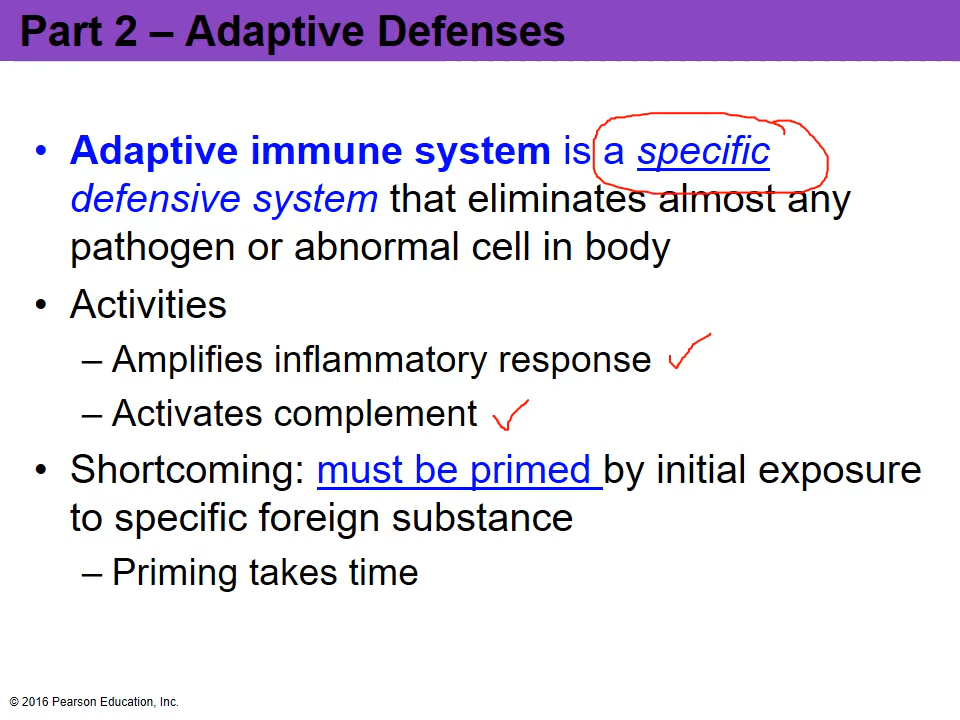 Part 2 – Adaptive Defenses
• Adaptive immune system is a specific
defensive system that eliminates almost any
pathogen or abnormal cell in body
• Activities
– Amplifies inflammatory response
– Activates complement
• Shortcoming: must be primed by initial exposure
to specific foreign substance
– Priming takes time
© 2016 Pearson Education, Inc.